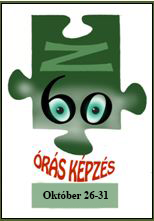 N
60
ÓRÁS KÉPZÉS
Október 26-31